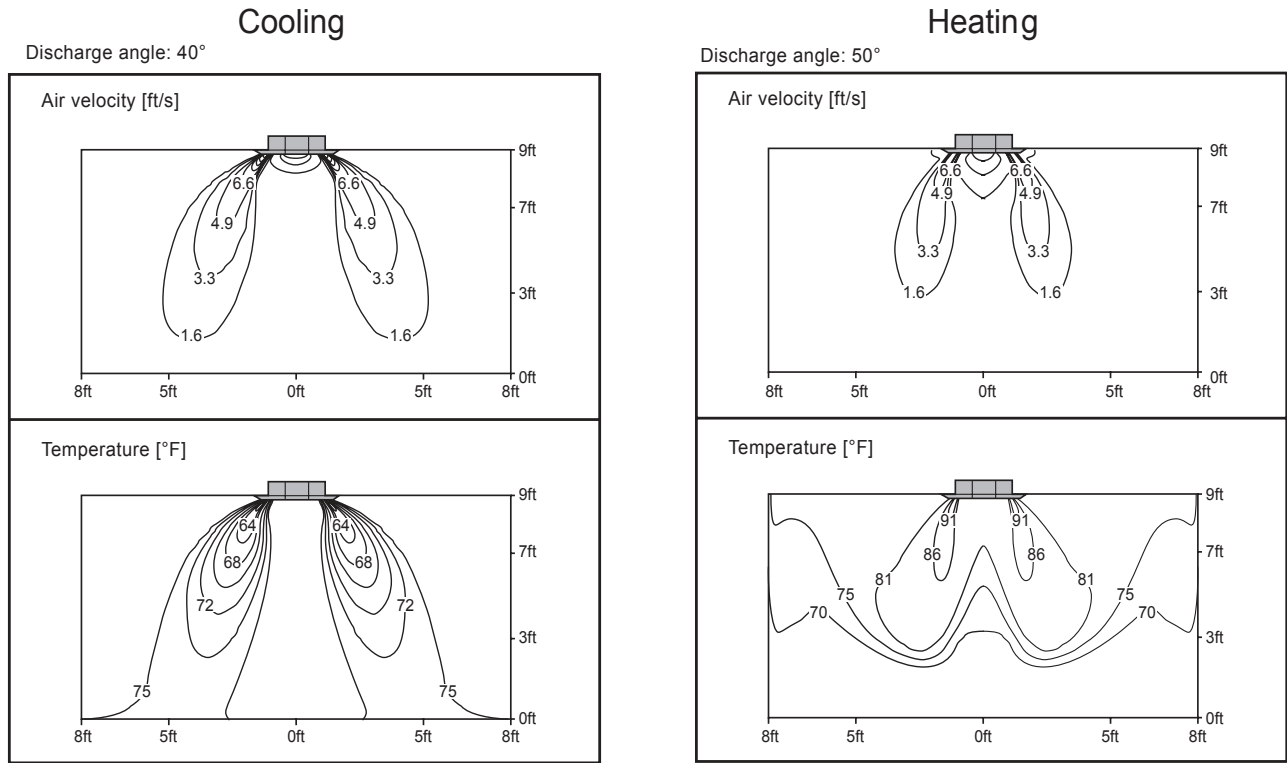 Cooling
Discharge angle: 40°
Air velocity [ft/s]
9ft
6.6 6.6
7ft
4.9 4.9
3.3 3.3
3ft
1.6 1.6
0ft
8ft 5ft 0ft 5ft 8ft
Temperature [°F]
9ft
64 64
7ft
68 68
72 72
3ft
75 75
0ft
8ft 5ft 0ft 5ft 8ft
Heating
Discharge angle: 50°
Air velocity [ft/s]
9ft
6.6 6.6
4.9 4.9
7ft
3.3 3.3
1.6 1.6 3ft
0ft
8ft 5ft 0ft 5ft 8ft
Temperature [°F]
9ft
91 91
86 86 7ft
81 81
75 75
70 70
3ft
0ft
8ft 5ft 0ft 5ft 8ft